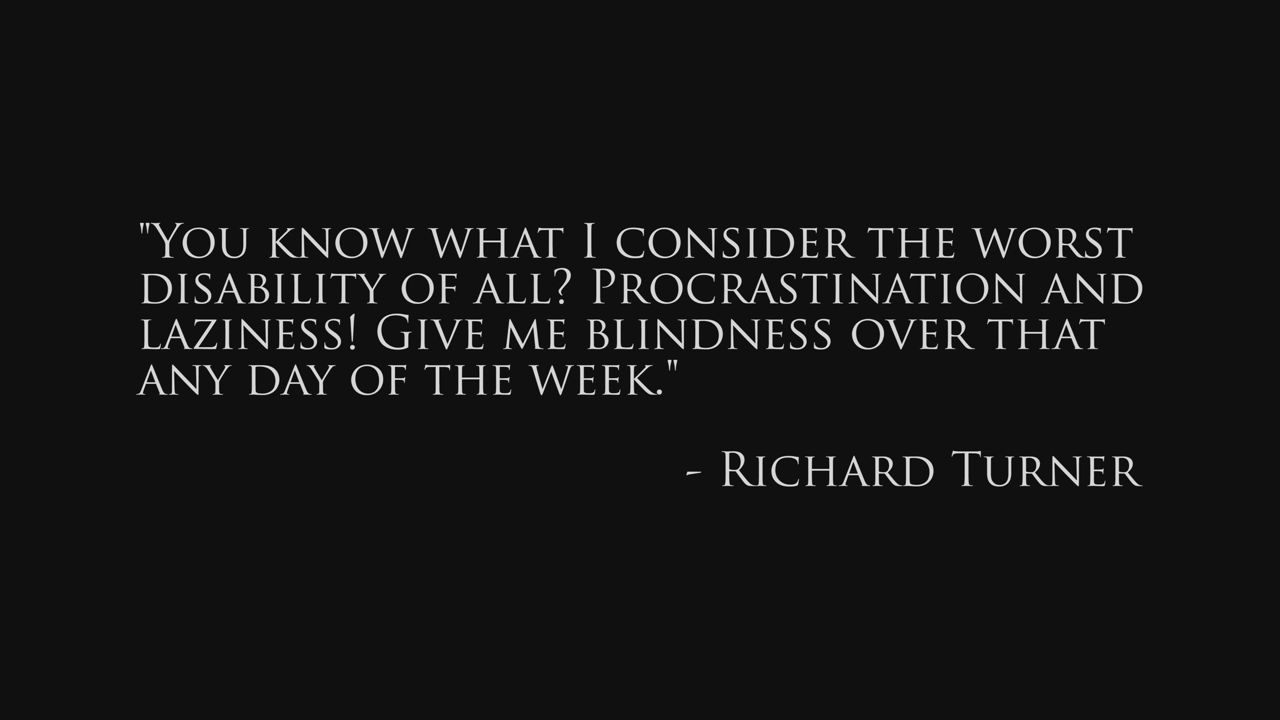 "You know what I consider the worst
disability of all? Procrastination and
laziness! Give me blindness over that
any day of the week."
- Richard Turner